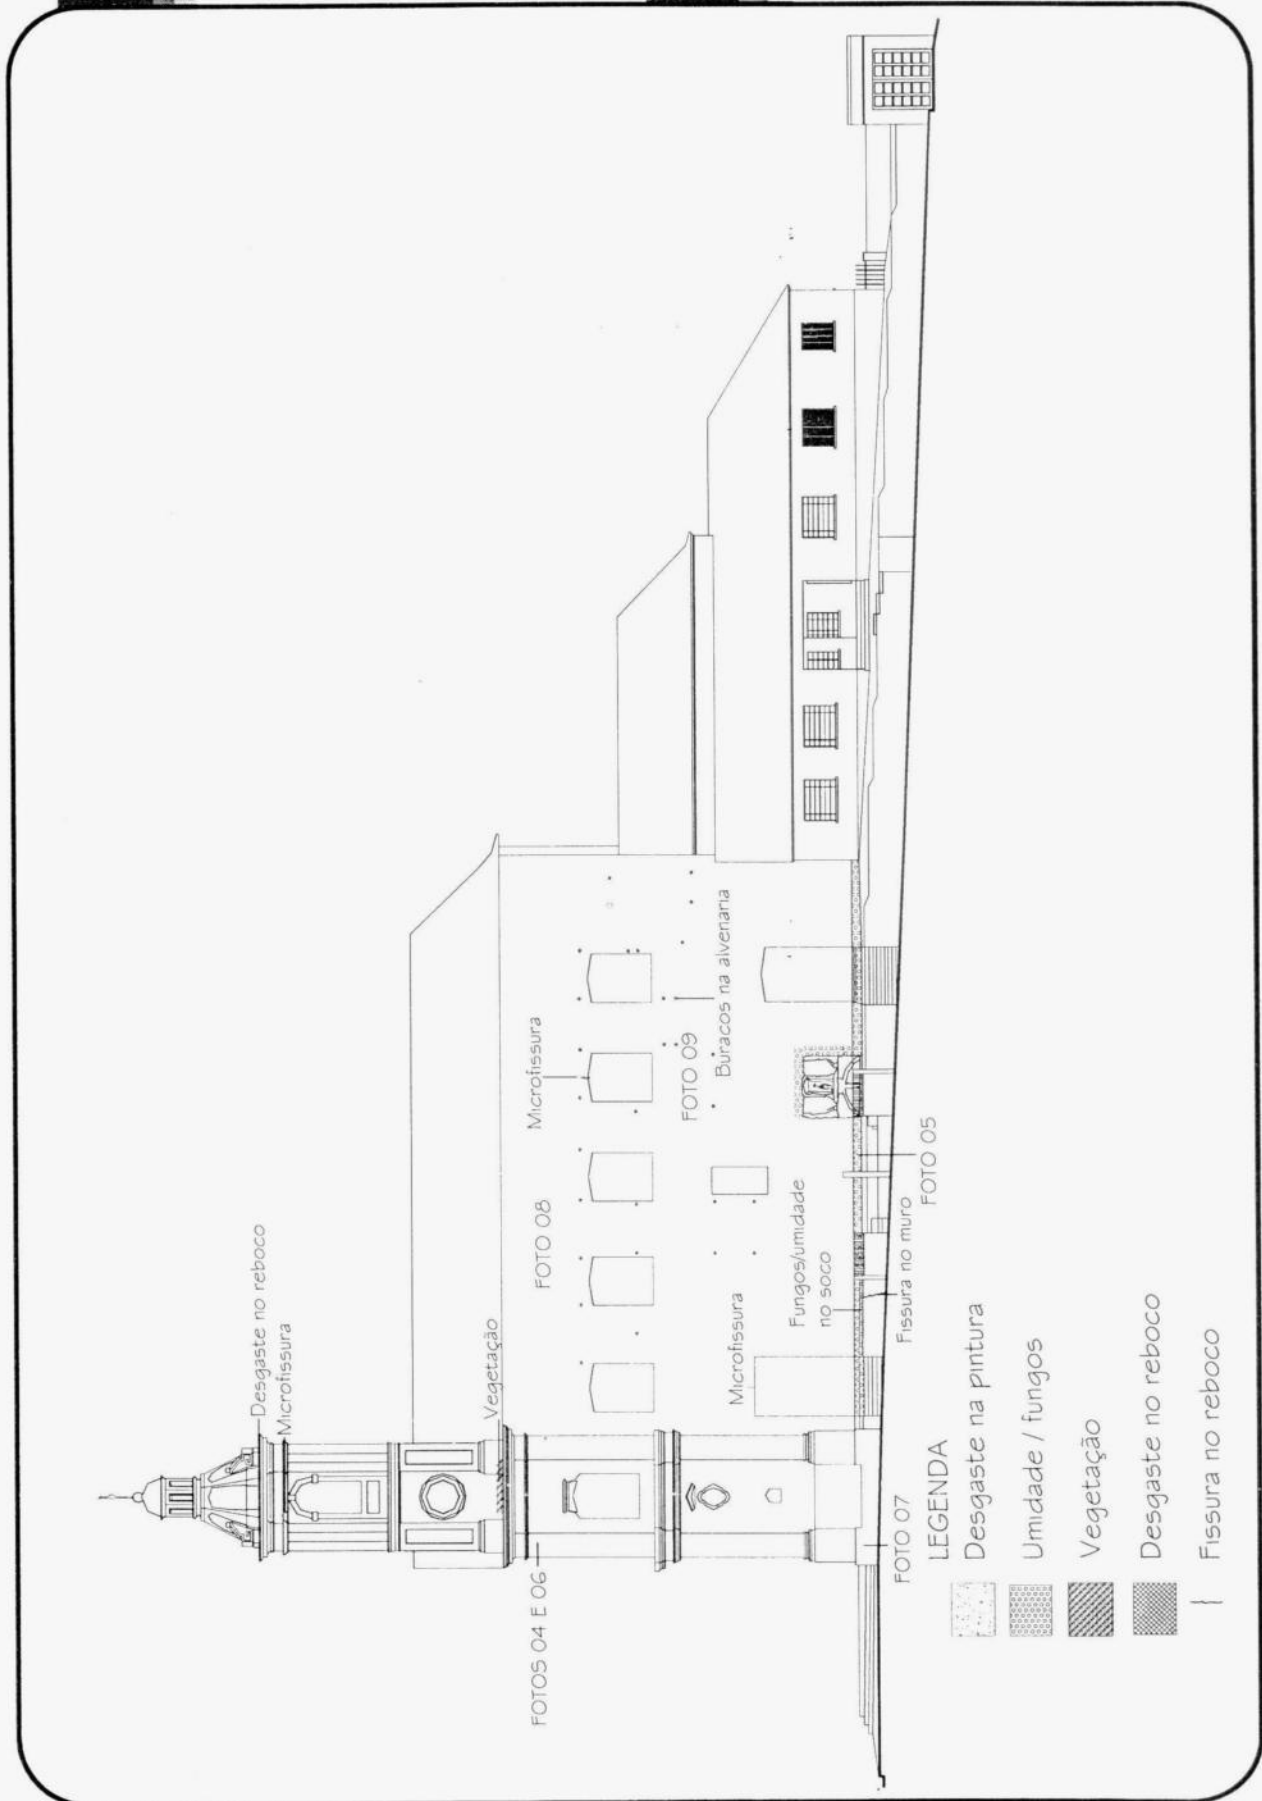 Desgaste no reboco
Microfissura
Vegetação
FOTOS 04 E 06
FOTO 08
Microfissura
FOTO 09
Buracos na alvenaria
Microfissura
Fungos/umidade
no soco
Fissura no muro
FOTO 05
FOTO 07
LEGENDA
Desgaste na pintura
Umidade / fungos
Vegetação
Desgaste no reboco
Fissura no reboco